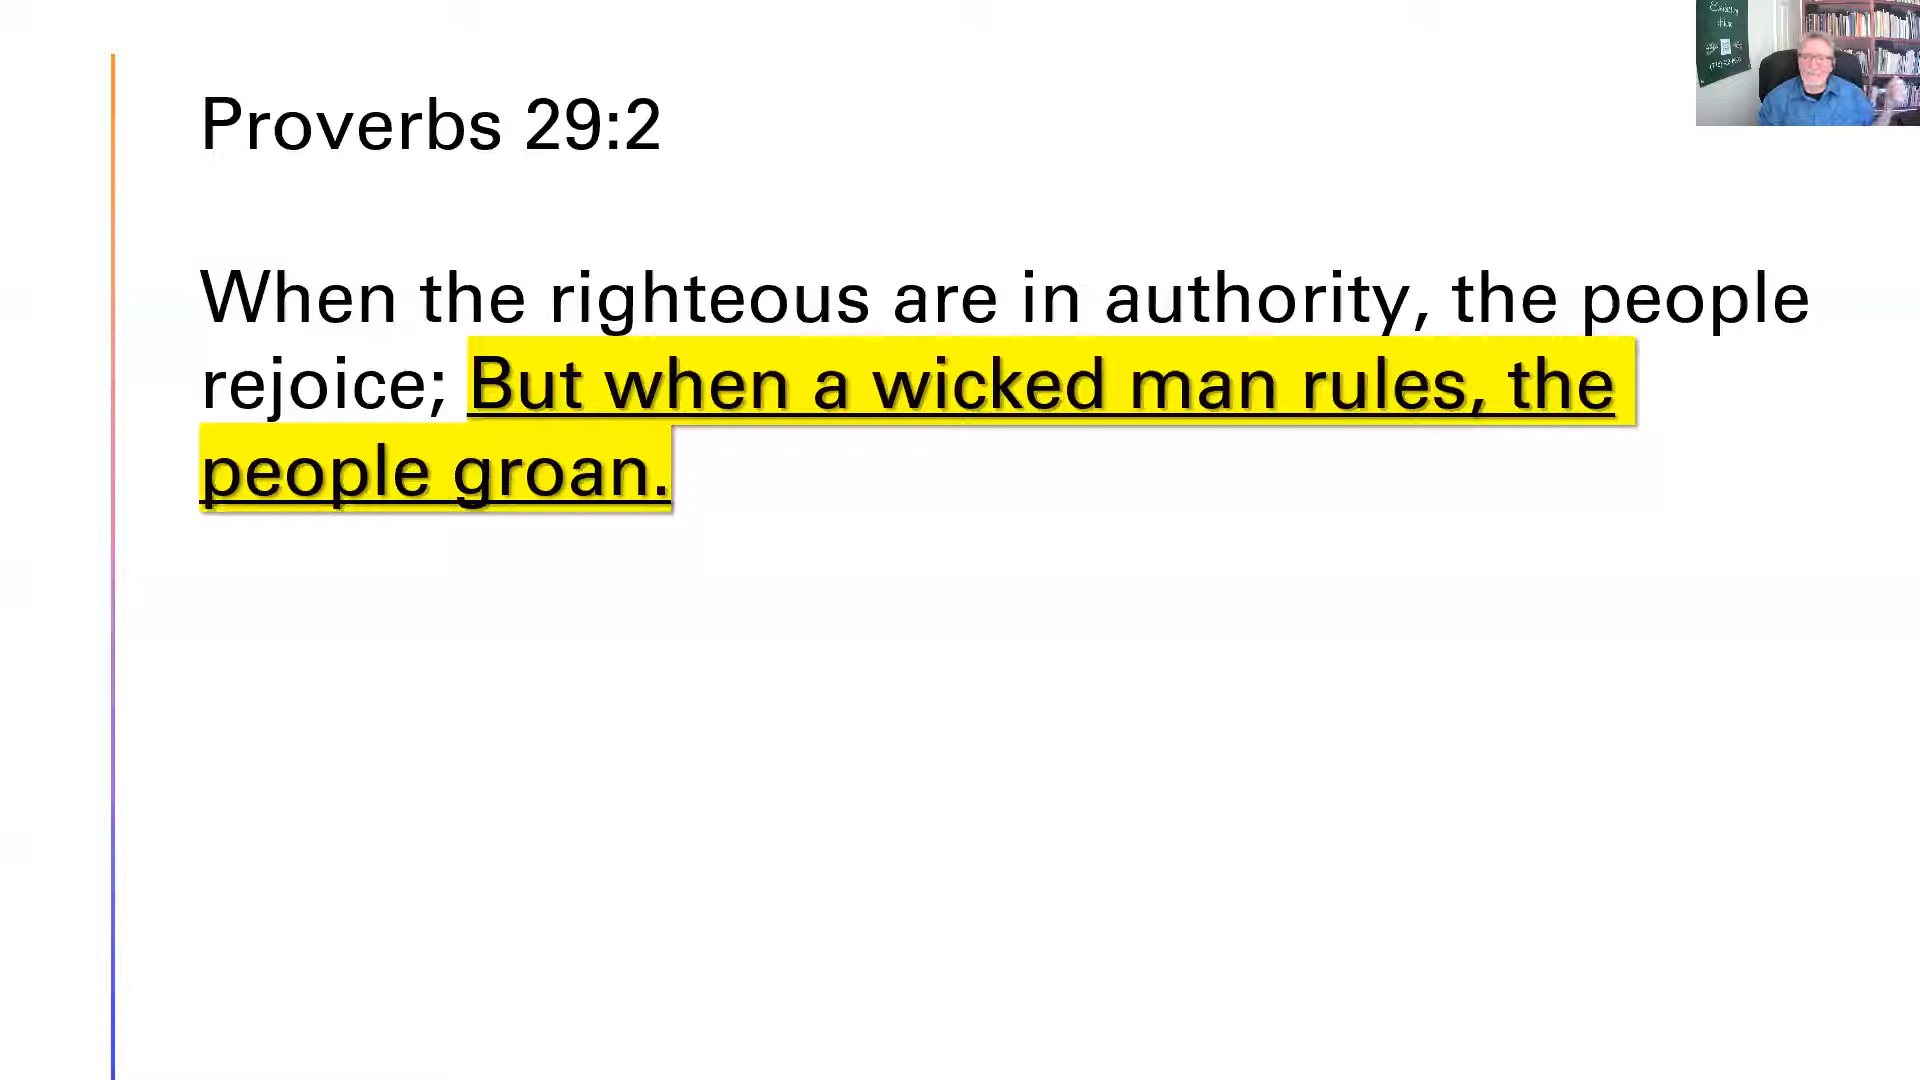 Proverbs 29:2
When the righteous are in authority, the people
rejoice; But when a wicked man rules, the
people groan.